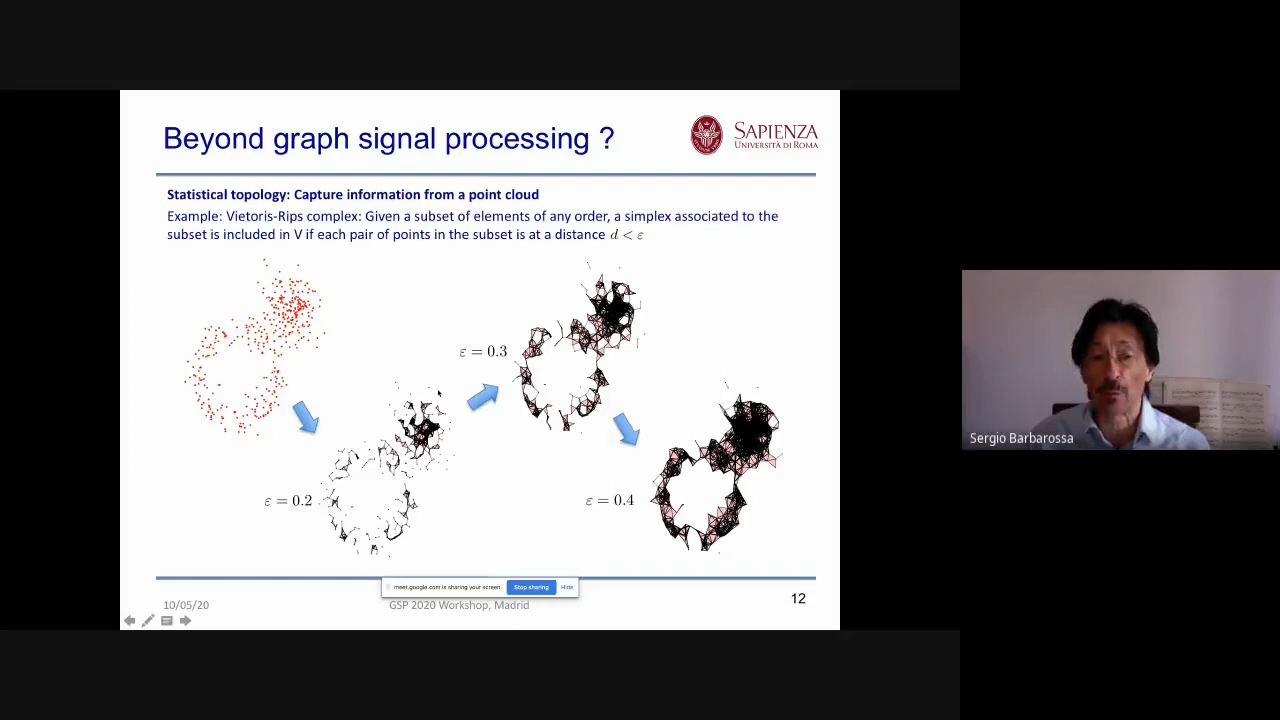 Beyond graph signal processing ?
SAPIENZA
UNIVERSITÀ DI ROMA
Statistical topology: Capture information from a point cloud
Example: Vietoris-Rips complex: Given a subset of elements of any order, a simplex associated to the
subset is included in V if each pair of points in the subset is at a distance d < ε
ε = 0.3
ε = 0.2
ε = 0.4
meet.google.com is sharing your screen.
Stop sharing
Hide
10/05/20
GSP 2020 Workshop, Madrid
12
Sergio Barbarossa